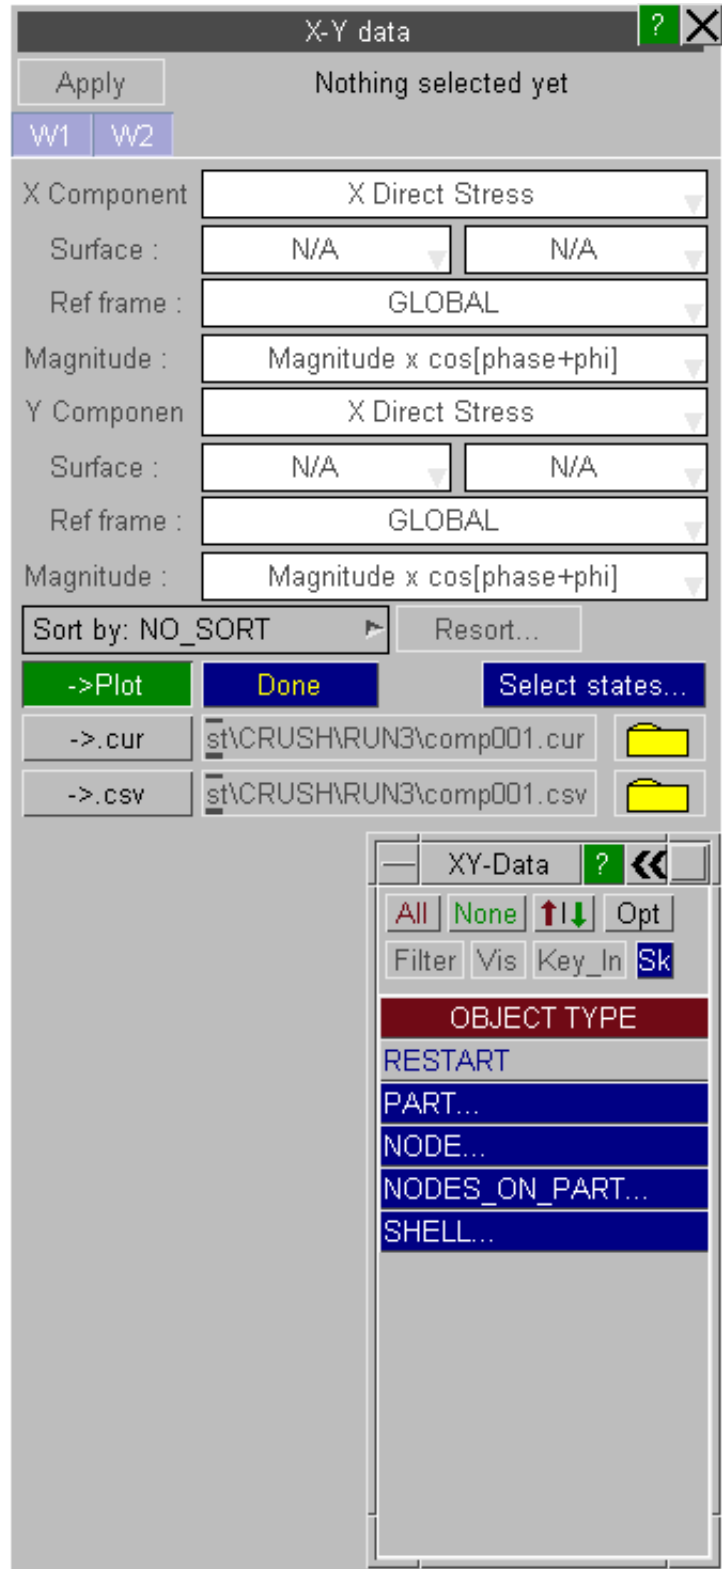 X-Y data ?
Apply Nothing selected yet
W1 W2
X Component X Direct Stress
Surface : N/A N/A
Ref frame : GLOBAL
Magnitude : Magnitude x cos[phase+phi]
Y Componen X Direct Stress
Surface : N/A N/A
Ref frame : GLOBAL
Magnitude : Magnitude x cos[phase+phi]
Sort by: NO_SORT Resort...
->Plot Done Select states...
->.cur st\CRUSH\RUN3\comp001.cur
->.csv st\CRUSH\RUN3\comp001.csv
XY-Data ?
All None Opt
Filter Vis Key_In Sk
OBJECT TYPE
RESTART
PART...
NODE...
NODES_ON_PART...
SHELL...